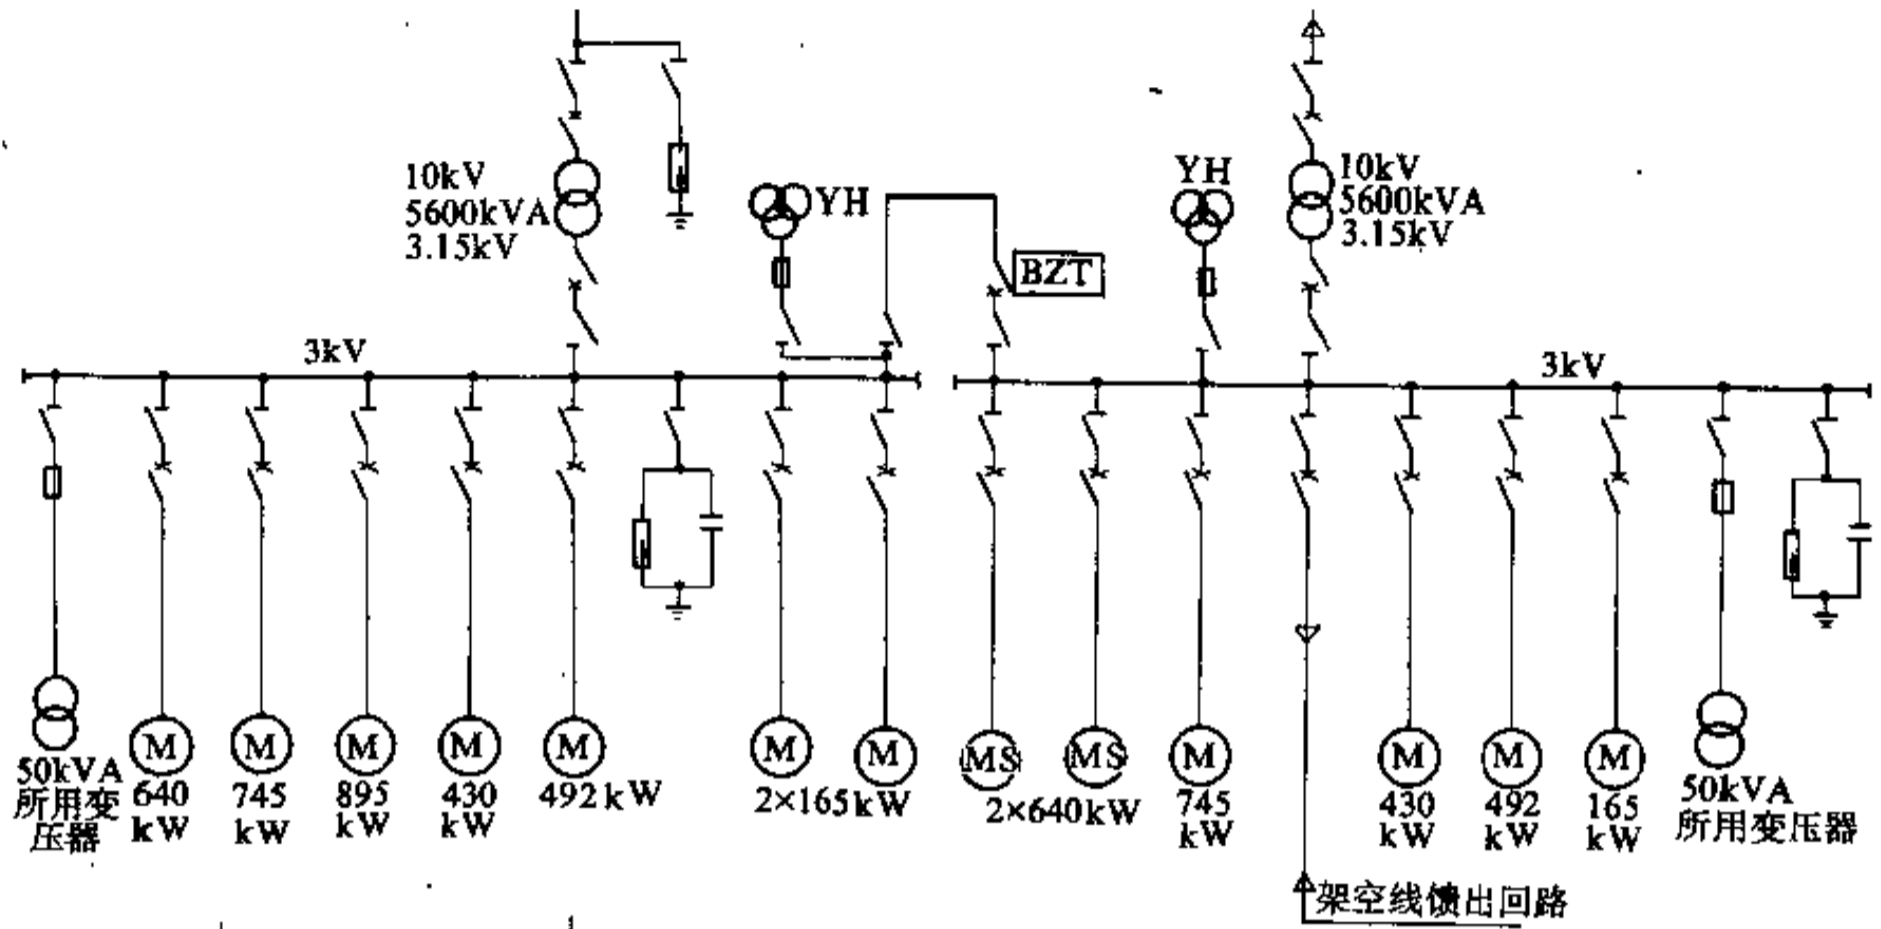 10kV
5600kVA
3.15kV
YH
BZT
YH
10kV
5600kVA
3.15kV
3kV
3kV
M
M
M
M
M
M
M
MS
MS
M
M
M
M
50kVA
所用变
压器
640
kW
745
kW
895
kW
430
kW
492kW
2×165kW
2×640kW
745
kW
430
kW
492
kW
165
kW
50kVA
所用变压器
架空线馈出回路